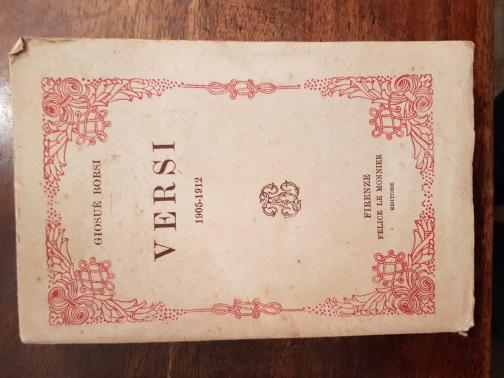 GIOSUÈ BORSI
VERSI
1905-1912
FIRENZE
FELICE LE MONNIER
EDITORE